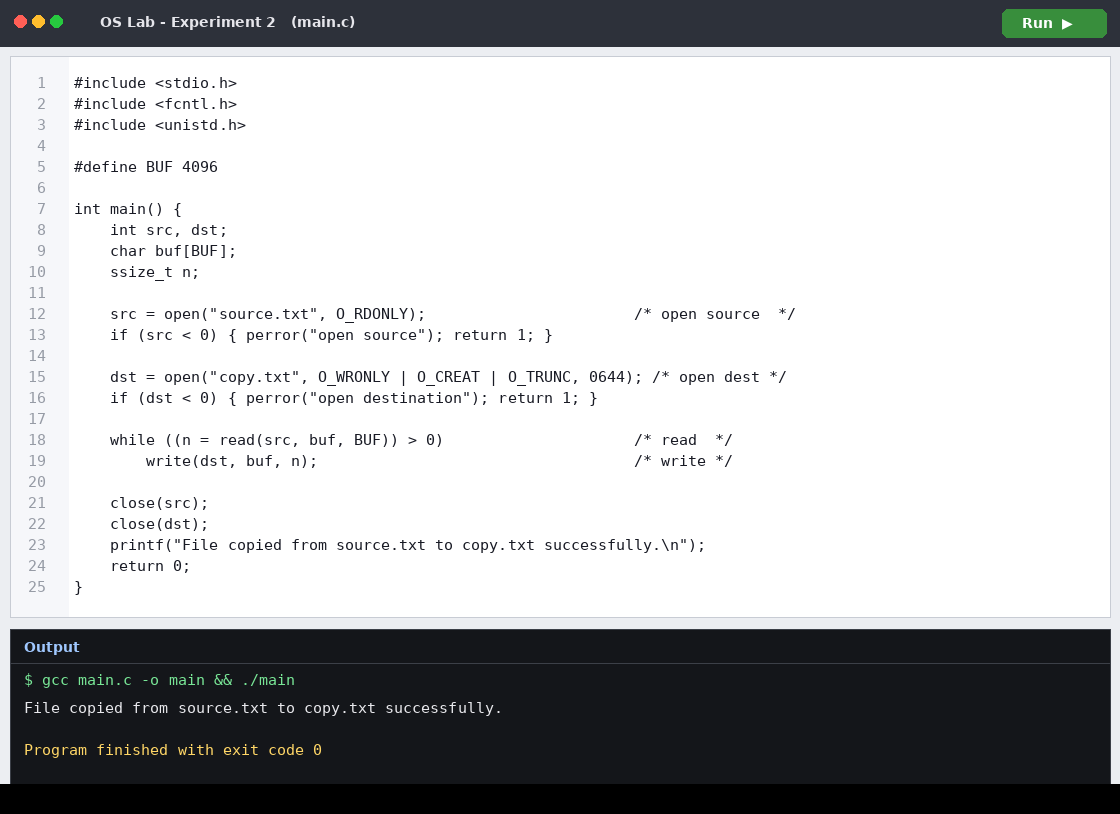 OS Lab - Experiment 2   (main.c)
Run ▶
1 #include <stdio.h>
2 #include <fcntl.h>
3 #include <unistd.h>
4
5 #define BUF 4096
6
7 int main() {
8     int src, dst;
9     char buf[BUF];
10     ssize_t n;
11
12     src = open("source.txt", O_RDONLY);                       /* open source  */
13     if (src < 0) { perror("open source"); return 1; }
14
15     dst = open("copy.txt", O_WRONLY | O_CREAT | O_TRUNC, 0644); /* open dest */
16     if (dst < 0) { perror("open destination"); return 1; }
17
18     while ((n = read(src, buf, BUF)) > 0)                     /* read  */
19         write(dst, buf, n);                                   /* write */
20
21     close(src);
22     close(dst);
23     printf("File copied from source.txt to copy.txt successfully.\n");
24     return 0;
25 }
Output
$ gcc main.c -o main && ./main
File copied from source.txt to copy.txt successfully.
Program finished with exit code 0